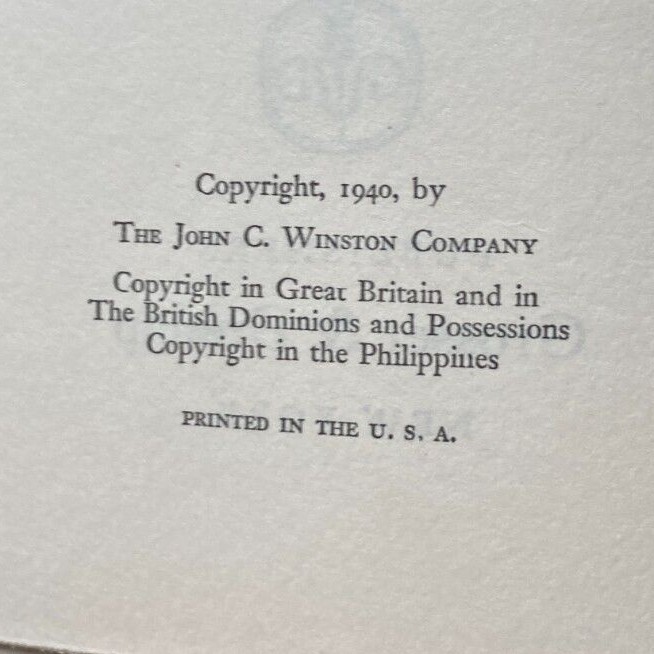 Copyright, 1940, by
THE JOHN C. WINSTON COMPANY
Copyright in Great Britain and in
The British Dominions and Possessions
Copyright in the Philippines
PRINTED IN THE U. S. A.